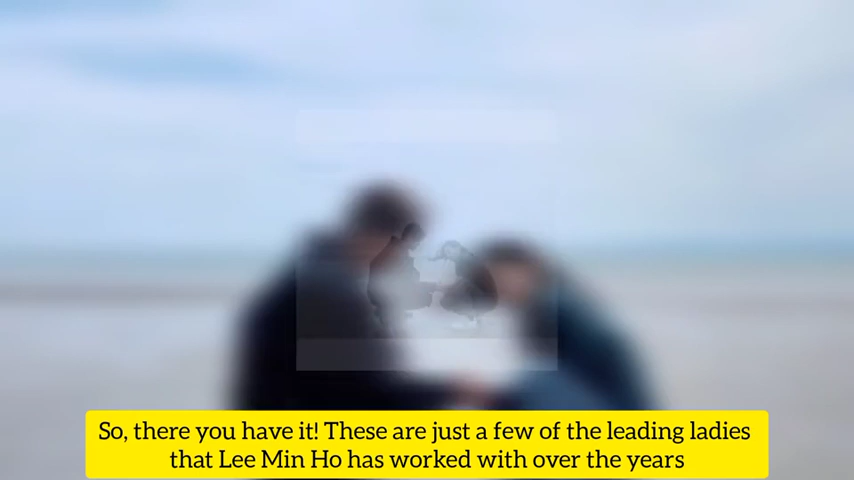 So, there you have it! These are just a few of the leading ladies
that Lee Min Ho has worked with over the years